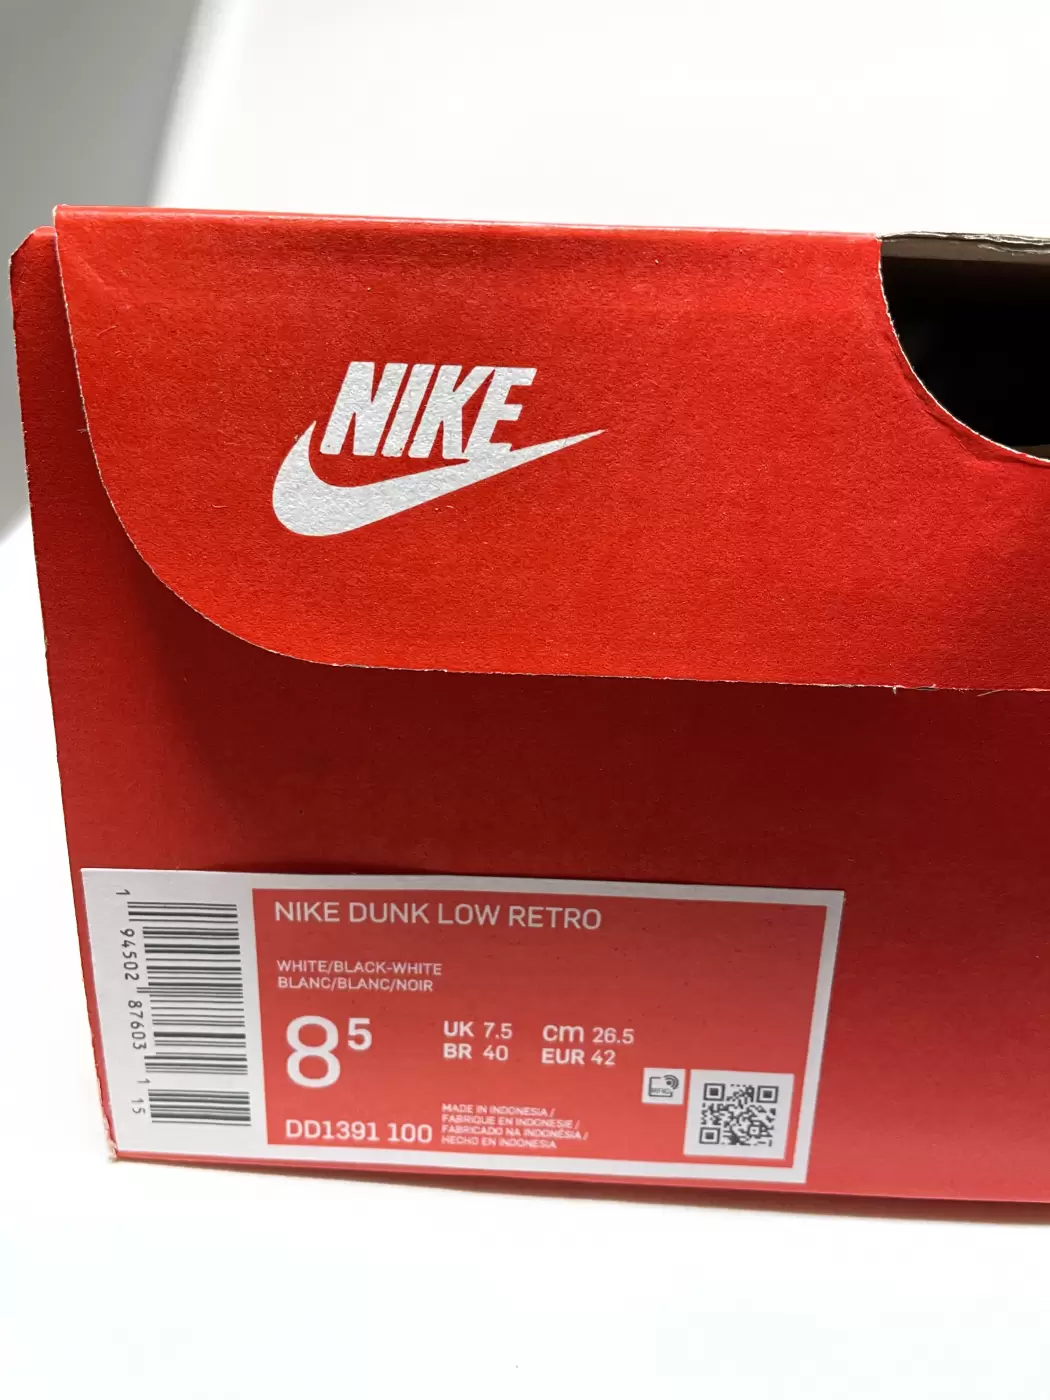 NIKE
NIKE DUNK LOW RETRO
WHITE/BLACK-WHITE
BLANC/BLANC/NOIR
8 5
UK 7.5 cm 26.5
BR 40 EUR 42
DD1391 100
MADE IN INDONESIA /
FABRIQUE EN INDONESIE /
FABRICADO NA INDONÉSIA /
HECHO EN INDONESIA
1 94502 87603 1 15